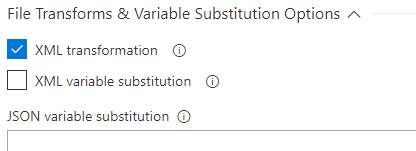 File Transforms & Variable Substitution Options
XML transformation
XML variable substitution
JSON variable substitution